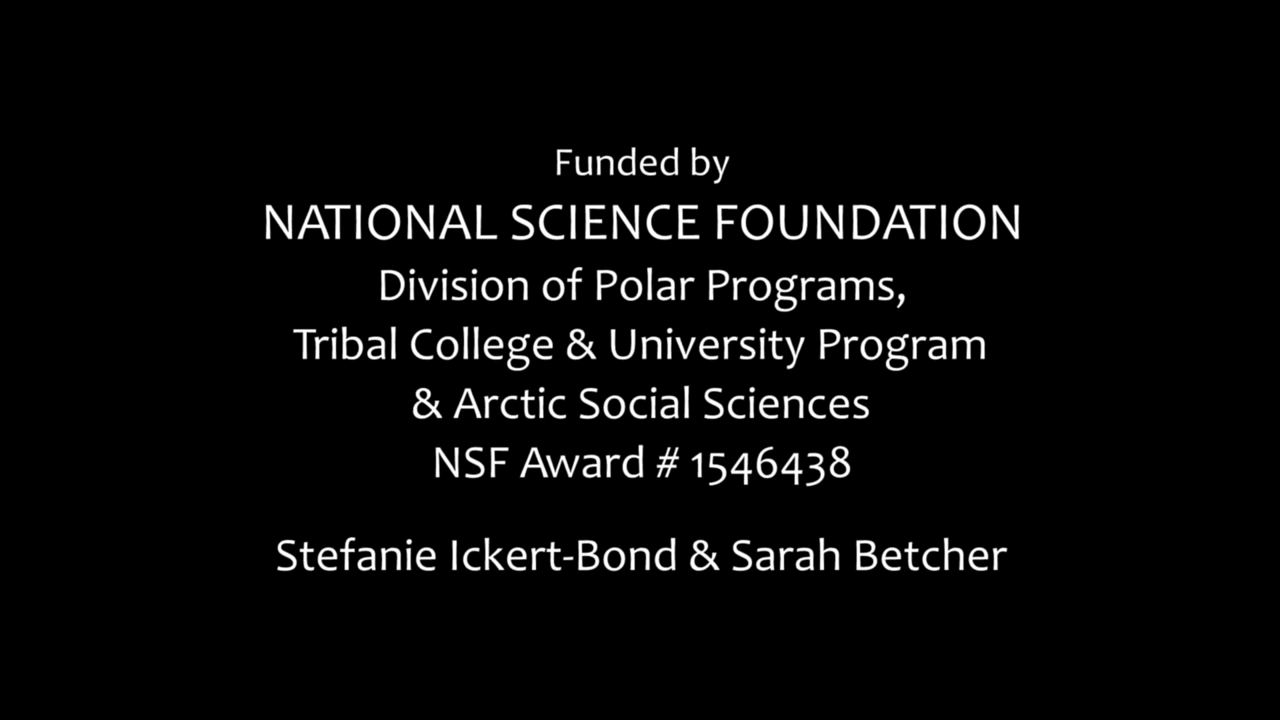 Funded by
NATIONAL SCIENCE FOUNDATION
Division of Polar Programs,
Tribal College & University Program
& Arctic Social Sciences
NSF Award # 1546438
Stefanie Ickert-Bond & Sarah Betcher